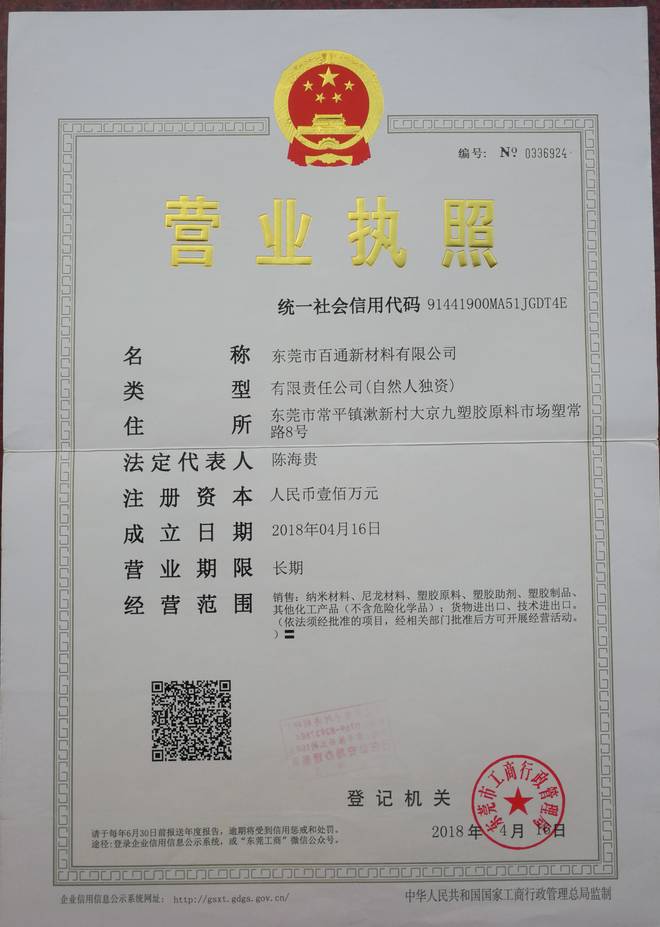 编号: № 0336924
营业执照
统一社会信用代码 91441900MA51JGDT4E
名称 东莞市百通新材料有限公司
类型 有限责任公司(自然人独资)
住所 东莞市常平镇漱新村大京九塑胶原料市场塑常
路8号
法定代表人 陈海贵
注册资本 人民币壹佰万元
成立日期 2018年04月16日
营业期限 长期
经营范围 销售：纳米材料、尼龙材料、塑胶原料、塑胶助剂、塑胶制品、
其他化工产品（不含危险化学品）；货物进出口、技术进出口。
（依法须经批准的项目，经相关部门批准后方可开展经营活动。
）〓
登记机关
东莞市工商行政管理局
2018年 4月 16日
请于每年6月30日前报送年度报告，逾期将受到信用惩戒和处罚。
途径:登录企业信用信息公示系统，或“东莞工商”微信公众号。
企业信用信息公示系统网址： http://gsxt.gdgs.gov.cn/
中华人民共和国国家工商行政管理总局监制